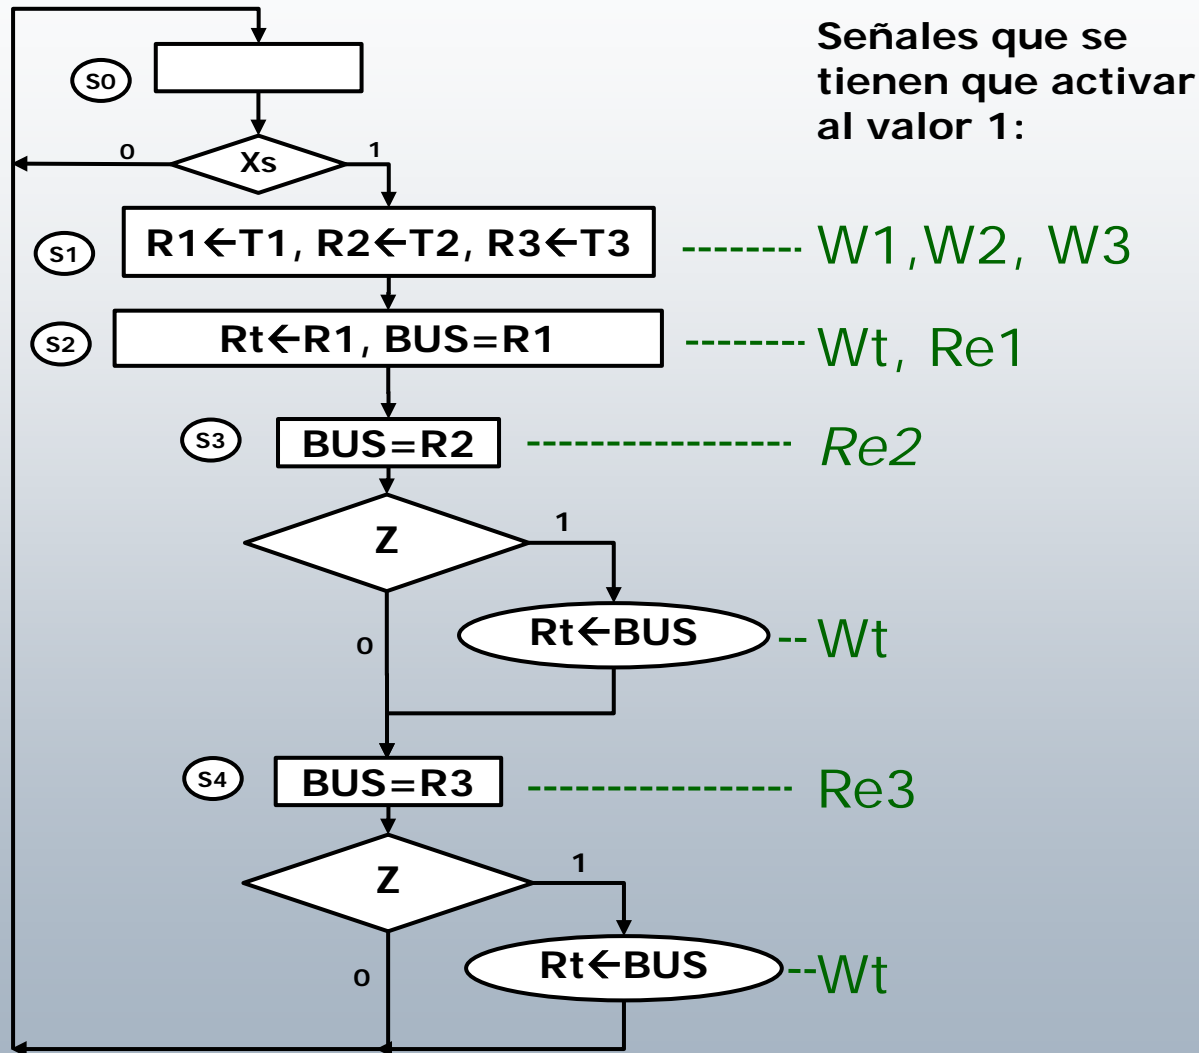 Señales que se
tienen que activar
al valor 1:
S0
0
Xs
1
S1
R1←T1, R2←T2, R3←T3
W1,W2, W3
S2
Rt←R1, BUS=R1
Wt, Re1
S3
BUS=R2
Re2
Z
1
0
Rt←BUS
Wt
S4
BUS=R3
Re3
Z
1
0
Rt←BUS
Wt